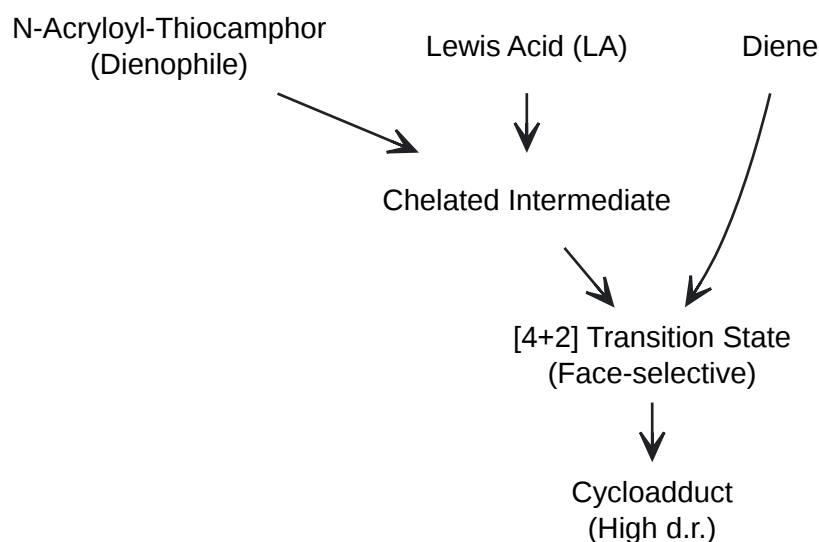 N-Acryloyl-Thiocamphor
(Dienophile)
Lewis Acid (LA)
Diene
Chelated Intermediate
[4+2] Transition State
(Face-selective)
Cycloadduct
(High d.r.)